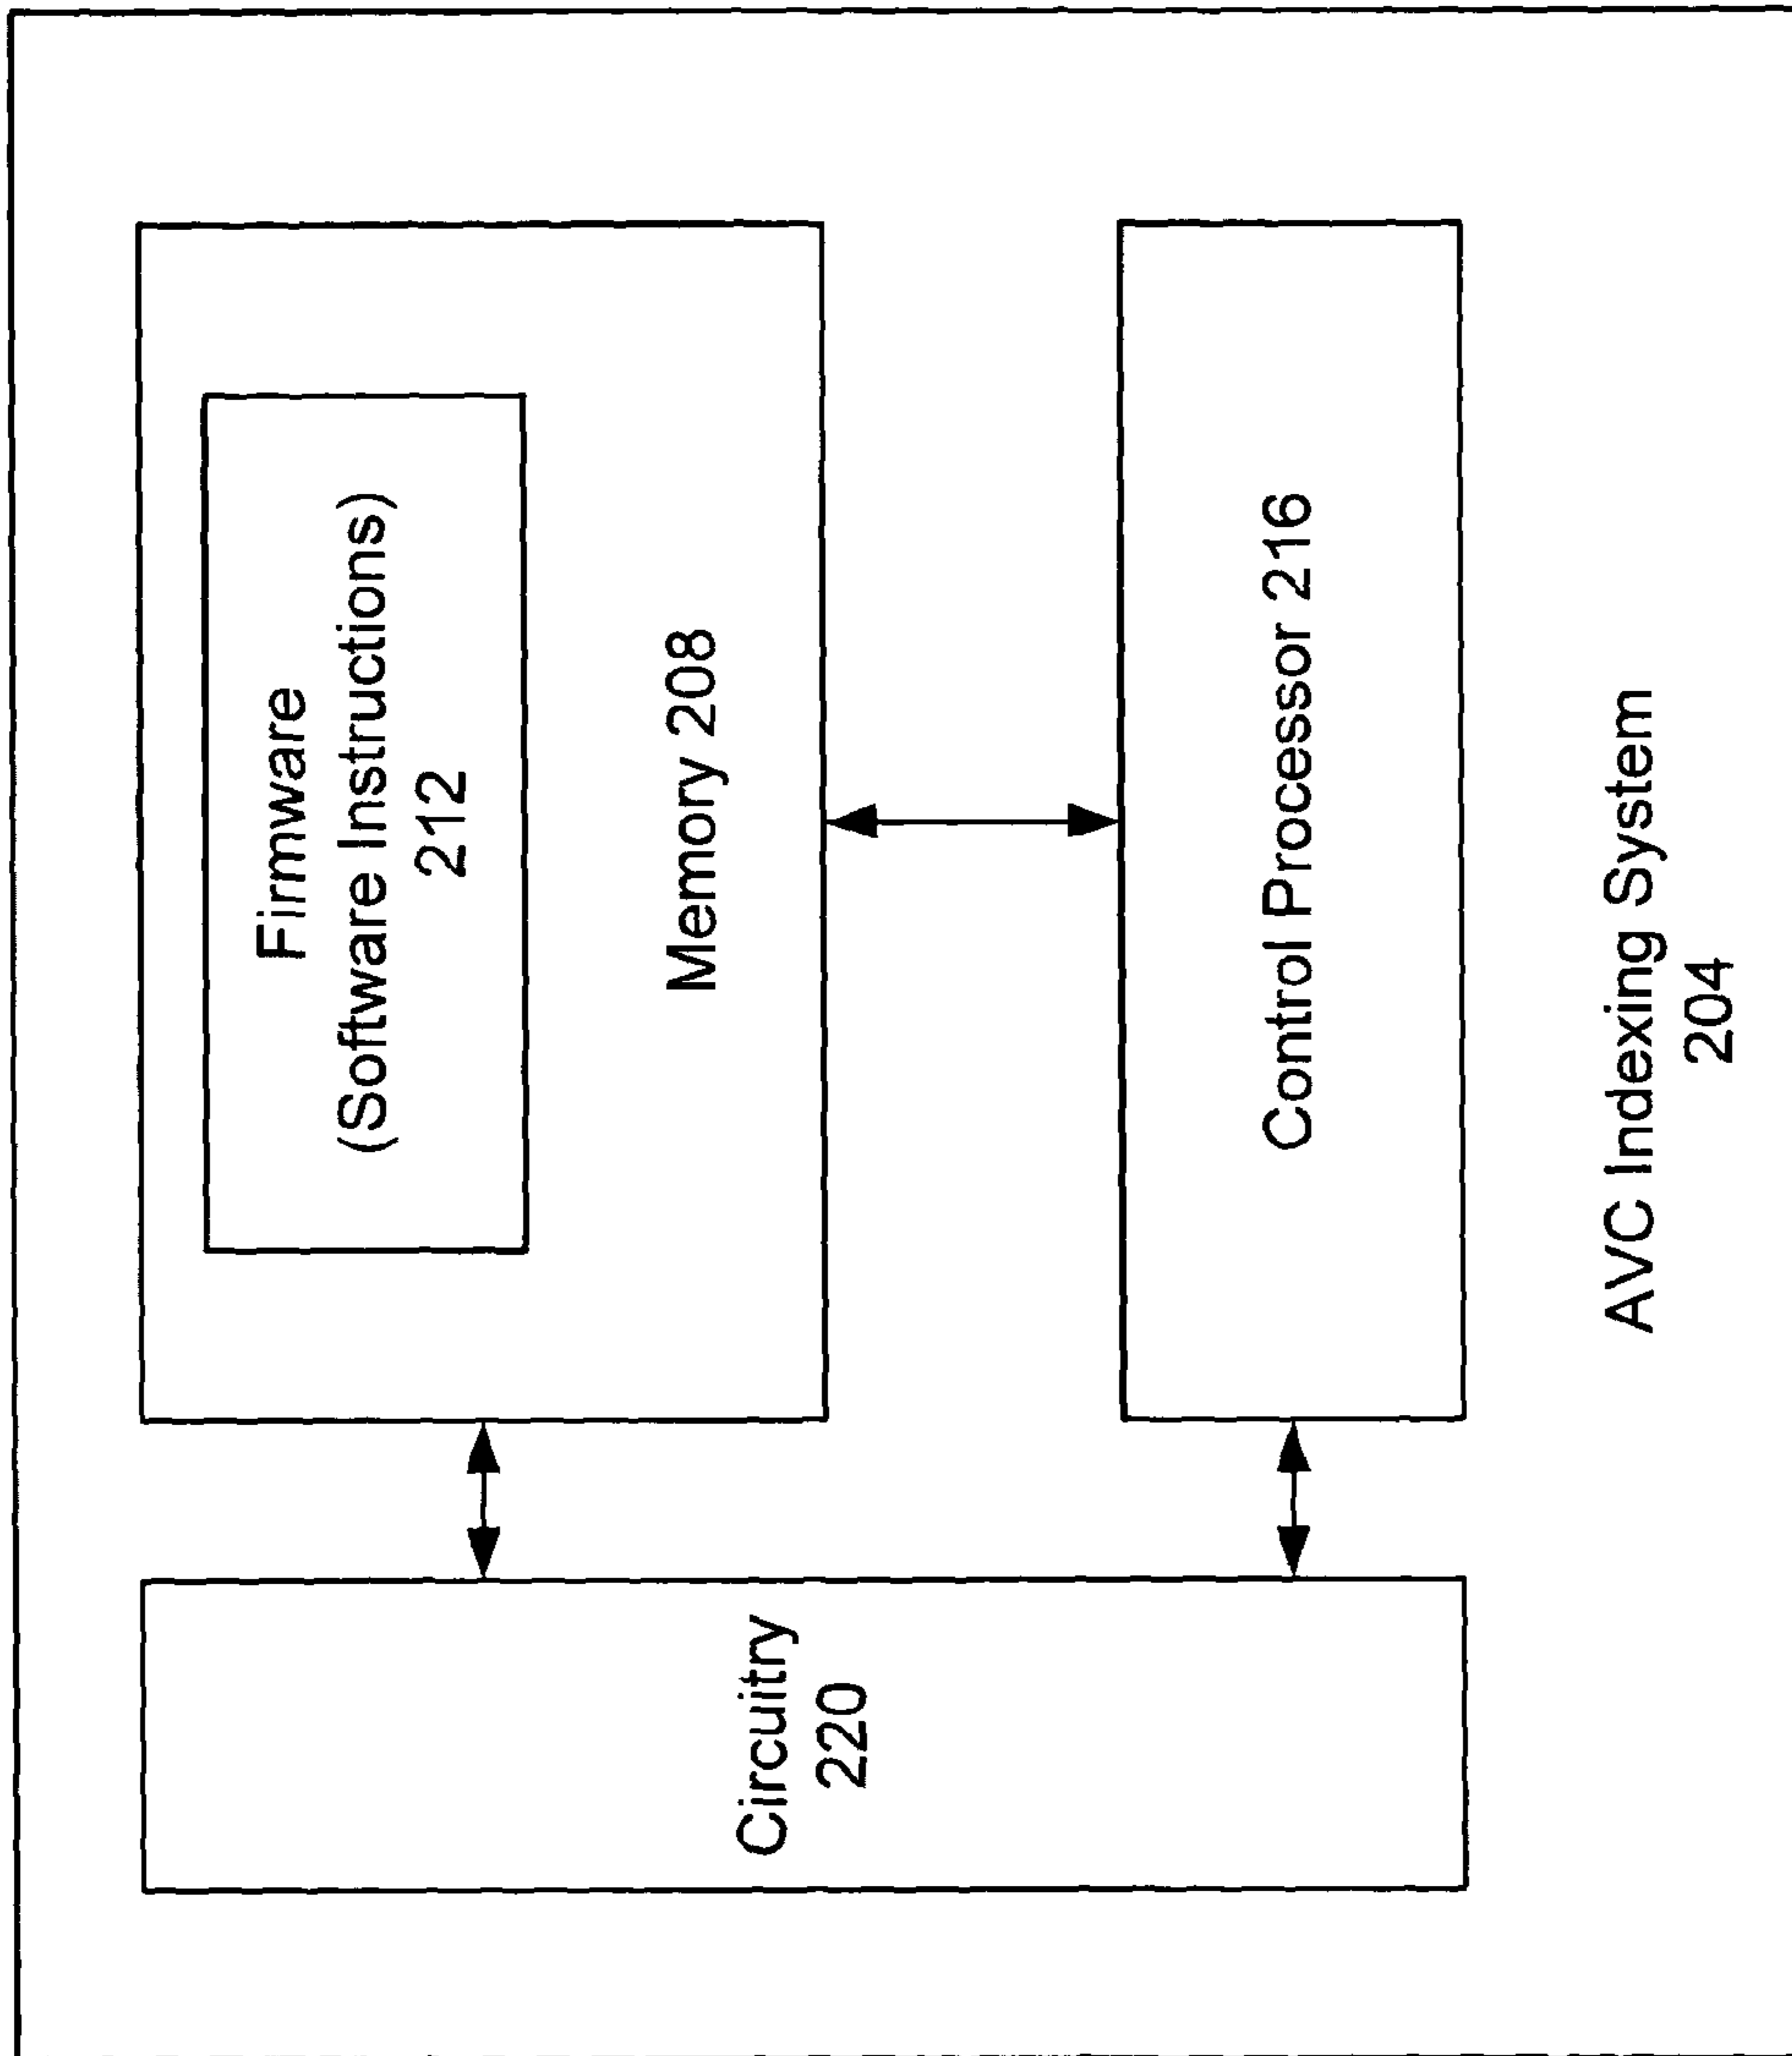 Circuitry
220
Firmware
(Software Instructions)
212
Memory 208
Control Processor 216
AVC Indexing System
204